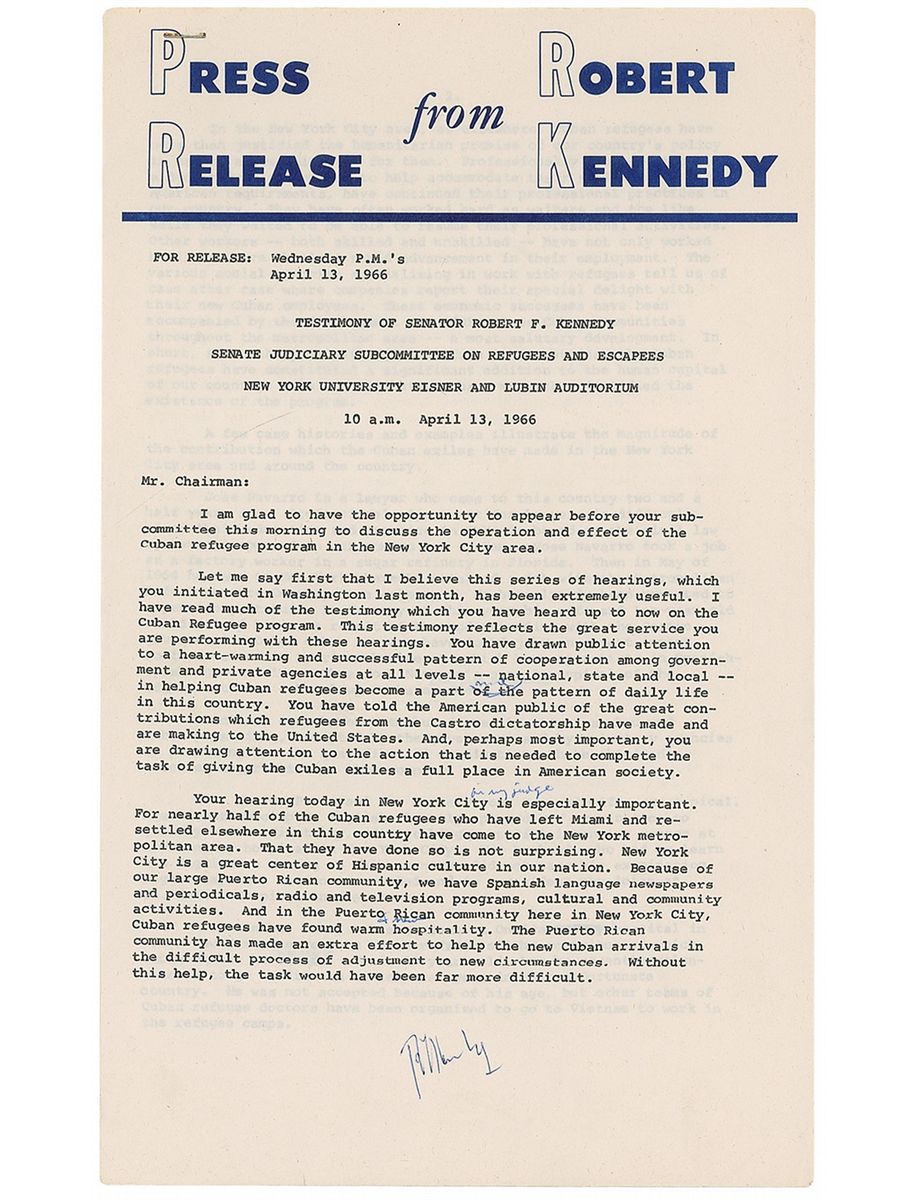 PRESS RELEASE from ROBERT KENNEDY
FOR RELEASE: Wednesday P.M.'s
April 13, 1966
TESTIMONY OF SENATOR ROBERT F. KENNEDY
SENATE JUDICIARY SUBCOMMITTEE ON REFUGEES AND ESCAPEES
NEW YORK UNIVERSITY EISNER AND LUBIN AUDITORIUM
10 a.m. April 13, 1966
Mr. Chairman:
I am glad to have the opportunity to appear before your sub-
committee this morning to discuss the operation and effect of the
Cuban refugee program in the New York City area.
Let me say first that I believe this series of hearings, which
you initiated in Washington last month, has been extremely useful. I
have read much of the testimony which you have heard up to now on the
Cuban Refugee program. This testimony reflects the great service you
are performing with these hearings. You have drawn public attention
to a heart-warming and successful pattern of cooperation among govern-
ment and private agencies at all levels -- national, state and local --
in helping Cuban refugees become a part of the pattern of daily life
in this country. You have told the American public of the great con-
tributions which refugees from the Castro dictatorship have made and
are making to the United States. And, perhaps most important, you
are drawing attention to the action that is needed to complete the
task of giving the Cuban exiles a full place in American society.
in my judge
Your hearing today in New York City is especially important.
For nearly half of the Cuban refugees who have left Miami and re-
settled elsewhere in this country have come to the New York metro-
politan area. That they have done so is not surprising. New York
City is a great center of Hispanic culture in our nation. Because of
our large Puerto Rican community, we have Spanish language newspapers
and periodicals, radio and television programs, cultural and community
activities. And in the Puerto Rican community here in New York City,
Cuban refugees have found warm hospitality. The Puerto Rican
community has made an extra effort to help the new Cuban arrivals in
the difficult process of adjustment to new circumstances. Without
this help, the task would have been far more difficult.